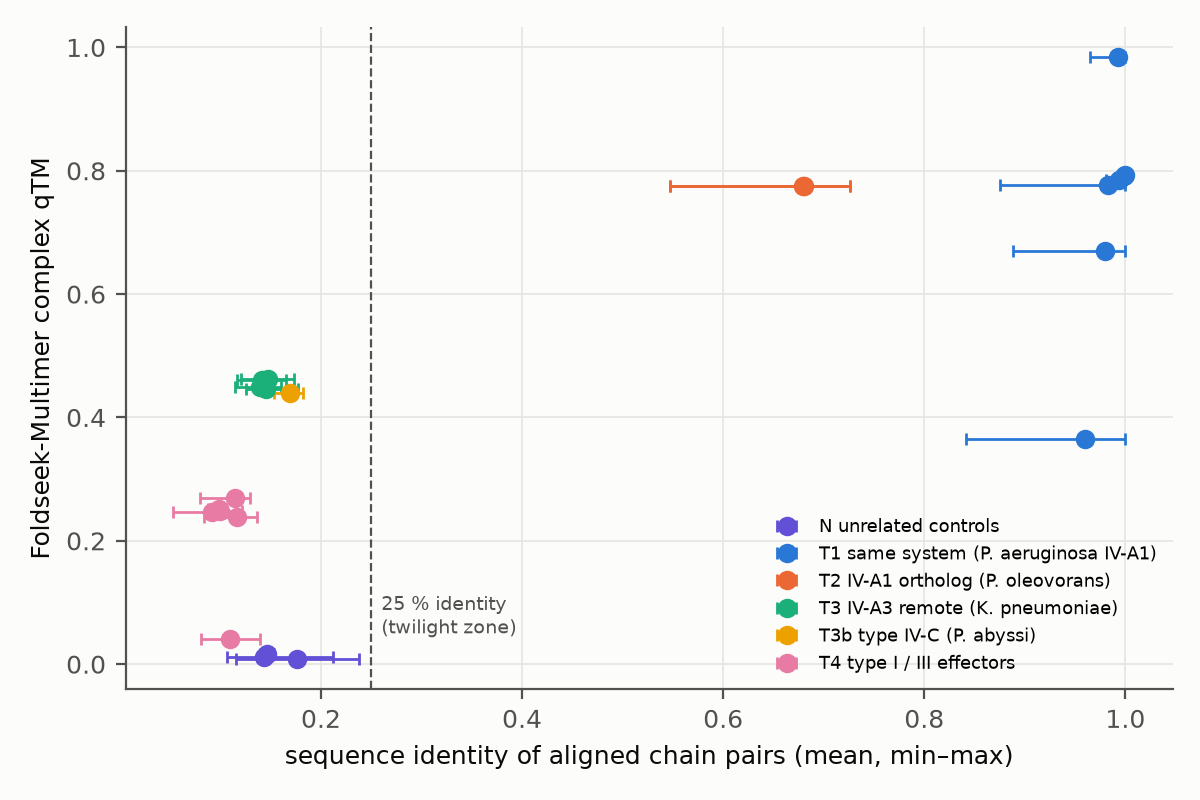 Foldseek-Multimer complex qTM
1.0
0.8
0.6
0.4
0.2
0.0
25 % identity
(twilight zone)
N unrelated controls
T1 same system (P. aeruginosa IV-A1)
T2 IV-A1 ortholog (P. oleovorans)
T3 IV-A3 remote (K. pneumoniae)
T3b type IV-C (P. abyssi)
T4 type I / III effectors
0.2 0.4 0.6 0.8 1.0
sequence identity of aligned chain pairs (mean, min–max)